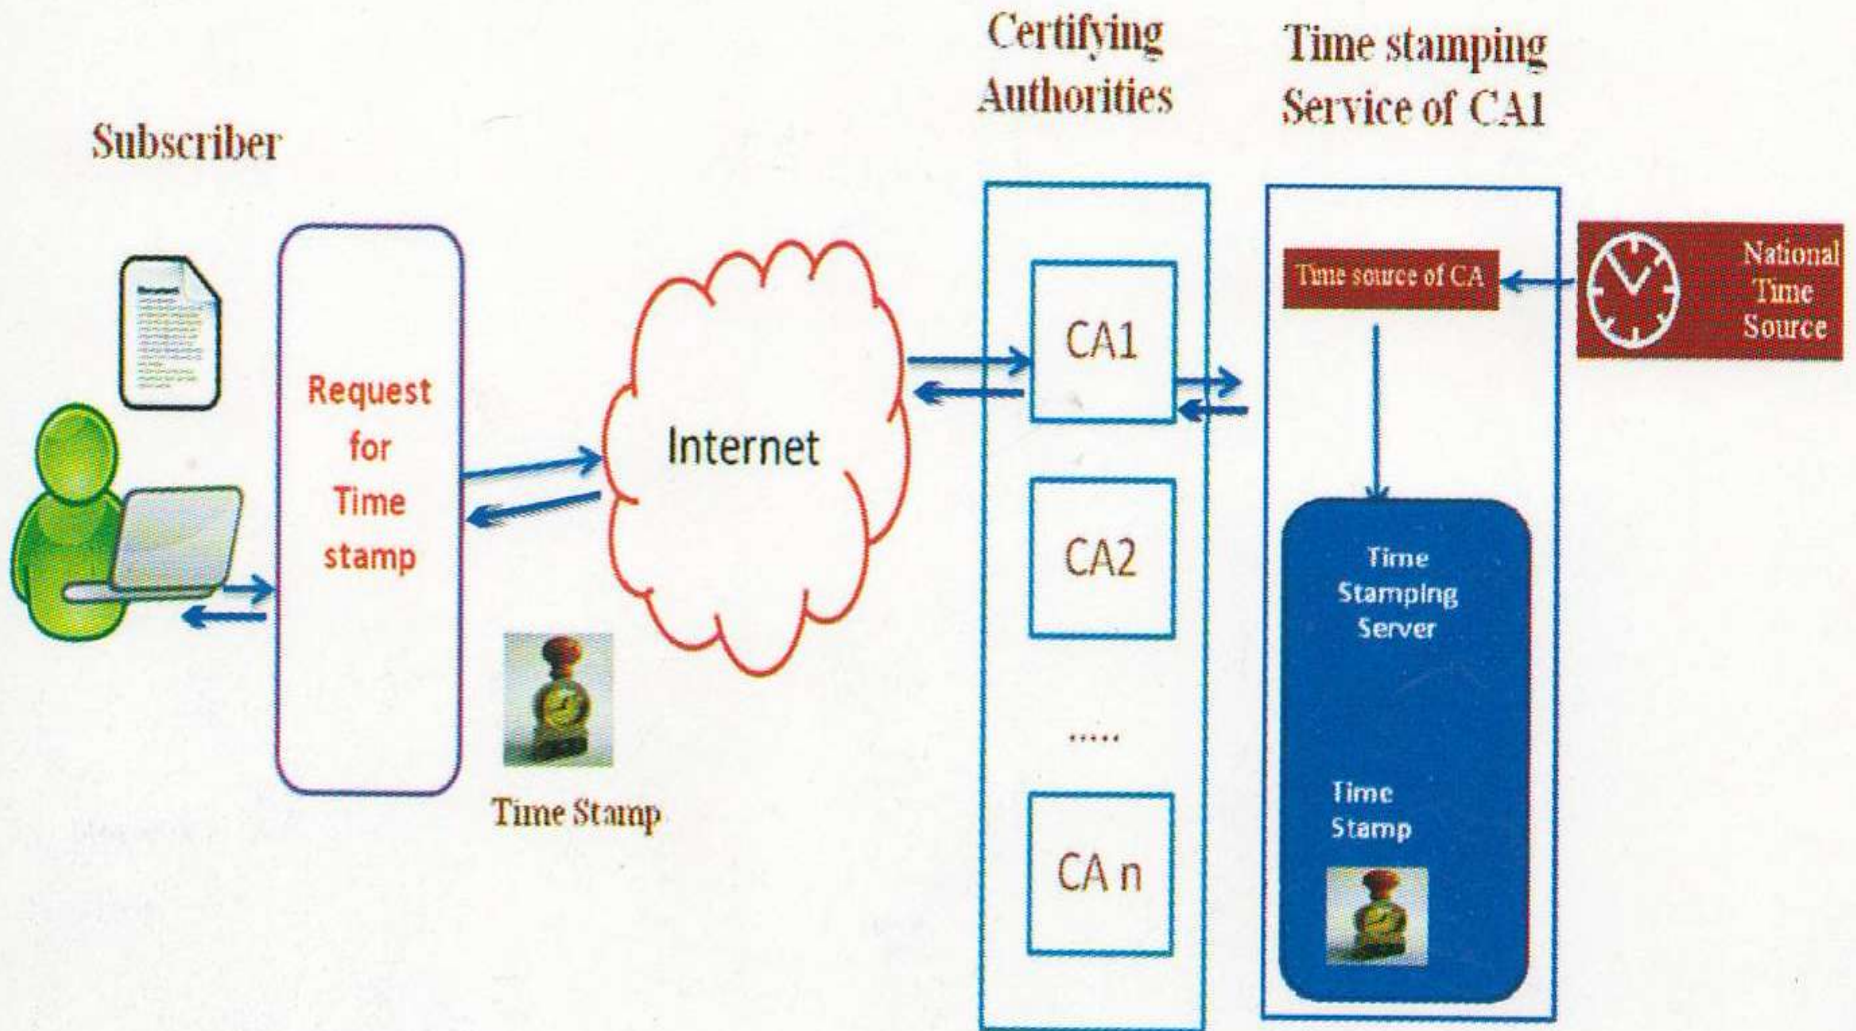 Certifying
Authorities
Time stamping
Service of CA1
Subscriber
Document
Request
for
Time
stamp
Internet
Time Stamp
CA1
CA2
.....
CA n
Time source of CA
National
Time
Source
Time
Stamping
Server
Time
Stamp